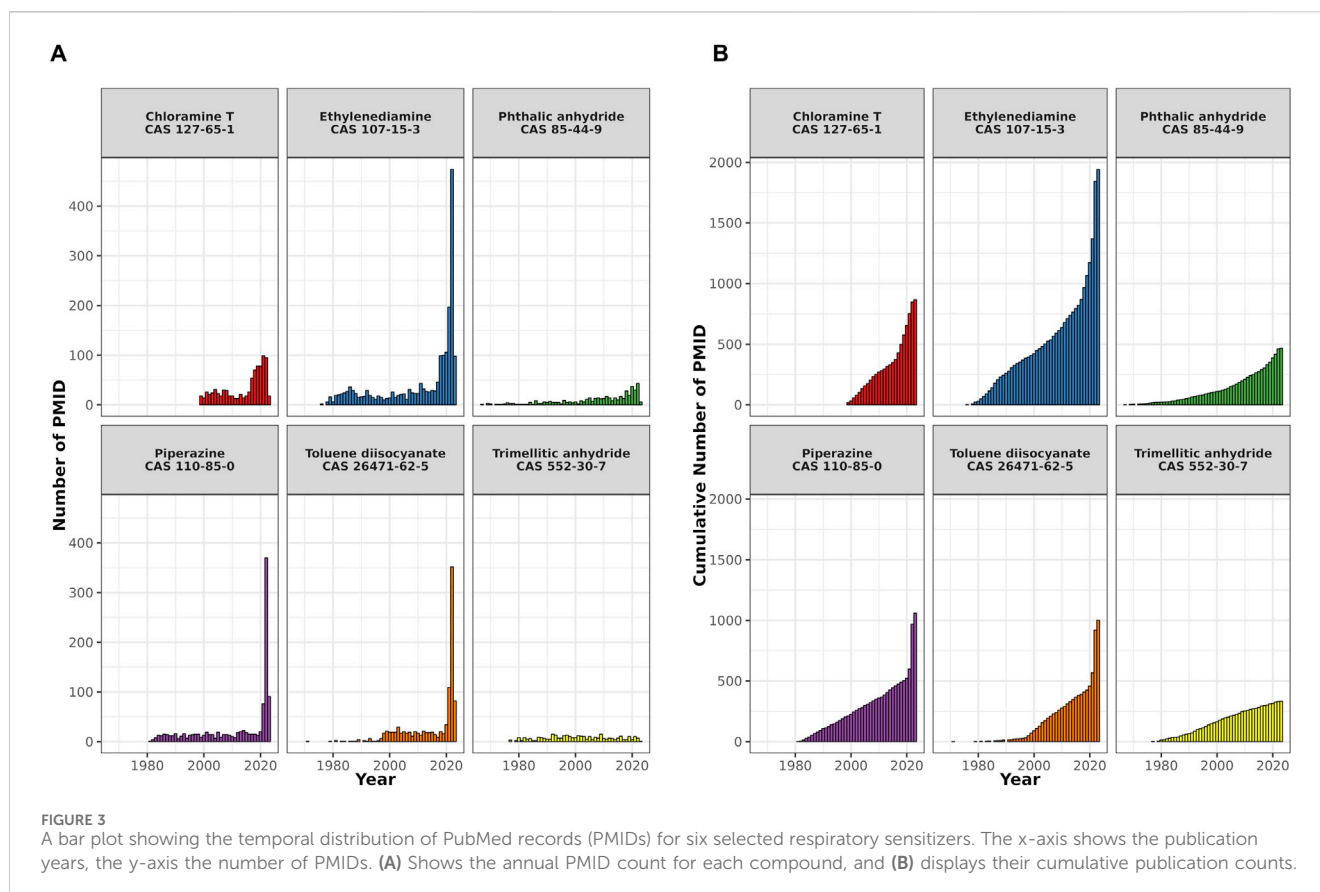 A
Chloramine T
CAS 127-65-1
Ethylenediamine
CAS 107-15-3
Phthalic anhydride
CAS 85-44-9
400
300
200
100
0
Piperazine
CAS 110-85-0
Toluene diisocyanate
CAS 26471-62-5
Trimellitic anhydride
CAS 552-30-7
400
300
200
100
0
1980 2000 2020
1980 2000 2020
1980 2000 2020
Number of PMID
Year
B
Chloramine T
CAS 127-65-1
Ethylenediamine
CAS 107-15-3
Phthalic anhydride
CAS 85-44-9
2000
1500
1000
500
0
Piperazine
CAS 110-85-0
Toluene diisocyanate
CAS 26471-62-5
Trimellitic anhydride
CAS 552-30-7
2000
1500
1000
500
0
1980 2000 2020
1980 2000 2020
1980 2000 2020
Cumulative Number of PMID
Year
FIGURE 3
A bar plot showing the temporal distribution of PubMed records (PMIDs) for six selected respiratory sensitizers. The x-axis shows the publication
years, the y-axis the number of PMIDs. (A) Shows the annual PMID count for each compound, and (B) displays their cumulative publication counts.